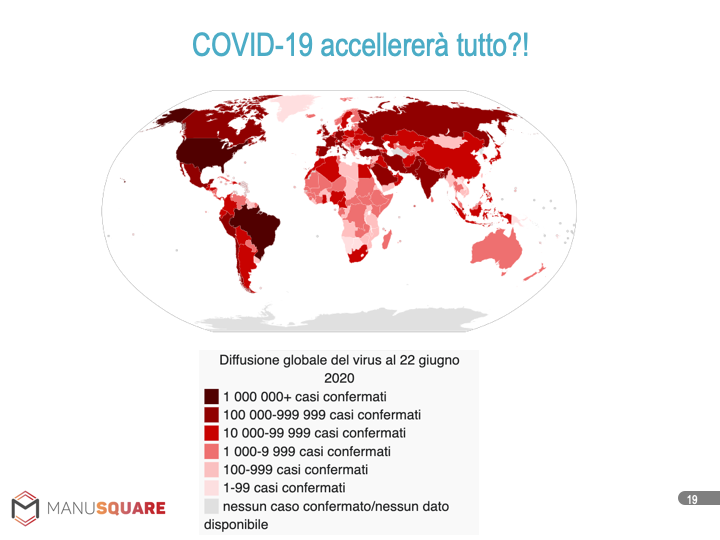 COVID-19 accellererà tutto?!
Diffusione globale del virus al 22 giugno
2020
1 000 000+ casi confermati
100 000-999 999 casi confermati
10 000-99 999 casi confermati
1 000-9 999 casi confermati
100-999 casi confermati
1-99 casi confermati
nessun caso confermato/nessun dato
disponibile
MANUSQUARE
19